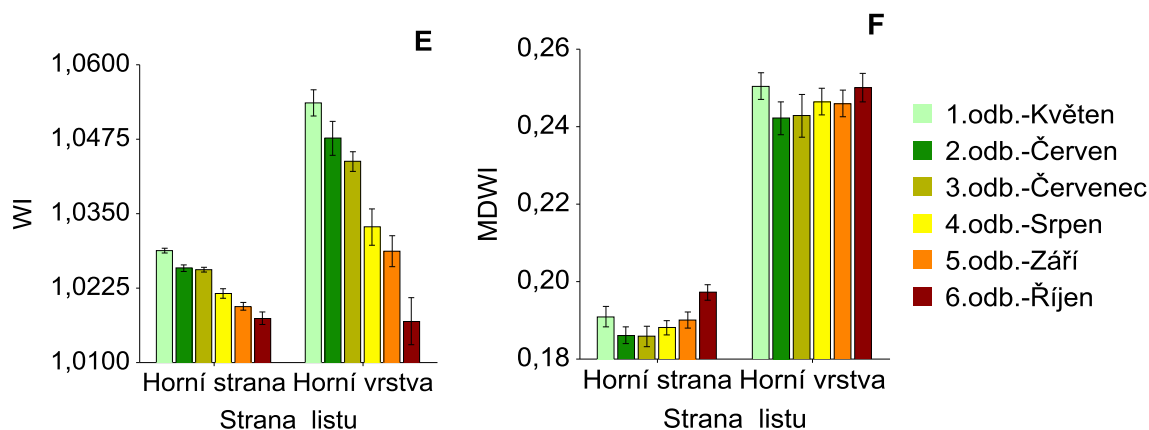 E
1,0600
1,0475
1,0350
1,0225
1,0100
WI
Horní strana Horní vrstva
Strana listu
F
0,26
0,24
0,22
0,20
0,18
MDWI
Horní strana Horní vrstva
Strana listu
1.odb.-Květen
2.odb.-Červen
3.odb.-Červenec
4.odb.-Srpen
5.odb.-Září
6.odb.-Říjen